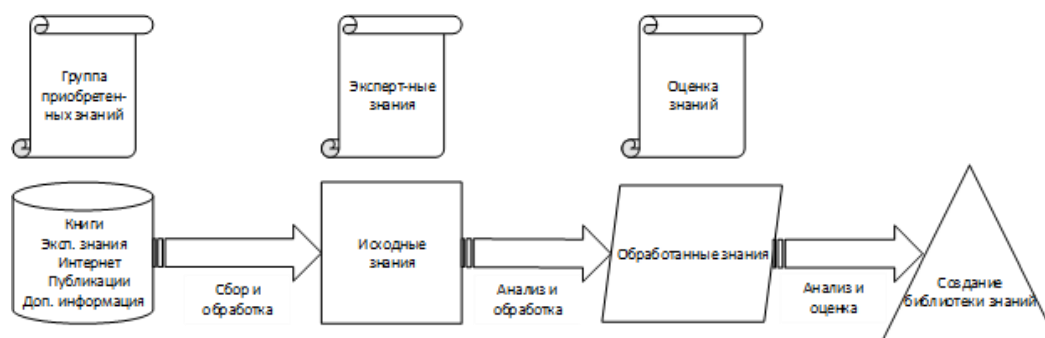 Группа
приобретен-
ных знаний
Эксперт-ные
знания
Оценка
знаний
Книги
Эксп. знания
Интернет
Публикации
Доп. информация
Сбор и
обработка
Исходные
знания
Анализ и
обработка
Обработанные знания
Анализ и
оценка
Создание
библиотеки знаний